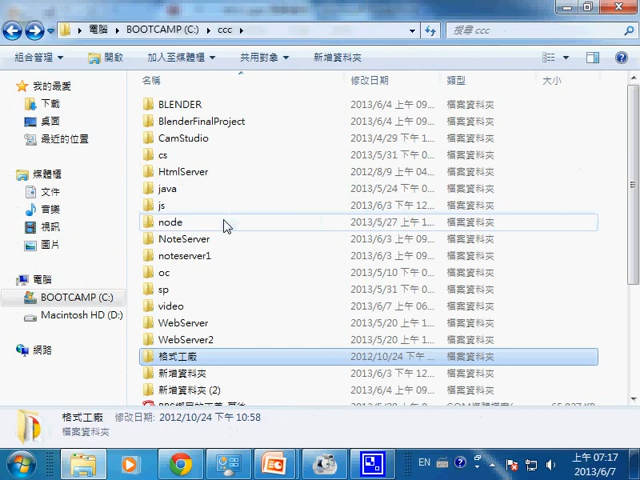 電腦 ▸ BOOTCAMP (C:) ▸ ccc ▸
搜尋 ccc
組合管理 開啟 加入至媒體櫃 共用對象 新增資料夾
名稱 修改日期 類型 大小
我的最愛
下載
桌面
最近的位置
媒體櫃
文件
音樂
視訊
圖片
電腦
BOOTCAMP (C:)
Macintosh HD (D:)
網路
BLENDER 2013/6/4 上午 09... 檔案資料夾
BlenderFinalProject 2013/6/4 上午 09... 檔案資料夾
CamStudio 2013/4/29 下午 1... 檔案資料夾
cs 2013/5/31 下午 0... 檔案資料夾
HtmlServer 2012/8/9 上午 04... 檔案資料夾
java 2013/5/24 下午 0... 檔案資料夾
js 2013/6/3 下午 12... 檔案資料夾
node 2013/5/27 上午 1... 檔案資料夾
NoteServer 2013/6/3 上午 09... 檔案資料夾
noteserver1 2013/6/3 上午 09... 檔案資料夾
oc 2013/5/10 下午 0... 檔案資料夾
sp 2013/5/31 下午 0... 檔案資料夾
video 2013/6/7 上午 06... 檔案資料夾
WebServer 2013/5/20 上午 1... 檔案資料夾
WebServer2 2013/5/20 上午 1... 檔案資料夾
格式工廠 2012/10/24 下午 ... 檔案資料夾
新增資料夾 2013/6/3 下午 12... 檔案資料夾
新增資料夾 (2) 2013/6/4 上午 09... 檔案資料夾
格式工廠 修改日期: 2012/10/24 下午 10:58
檔案資料夾
EN
上午 07:17
2013/6/7